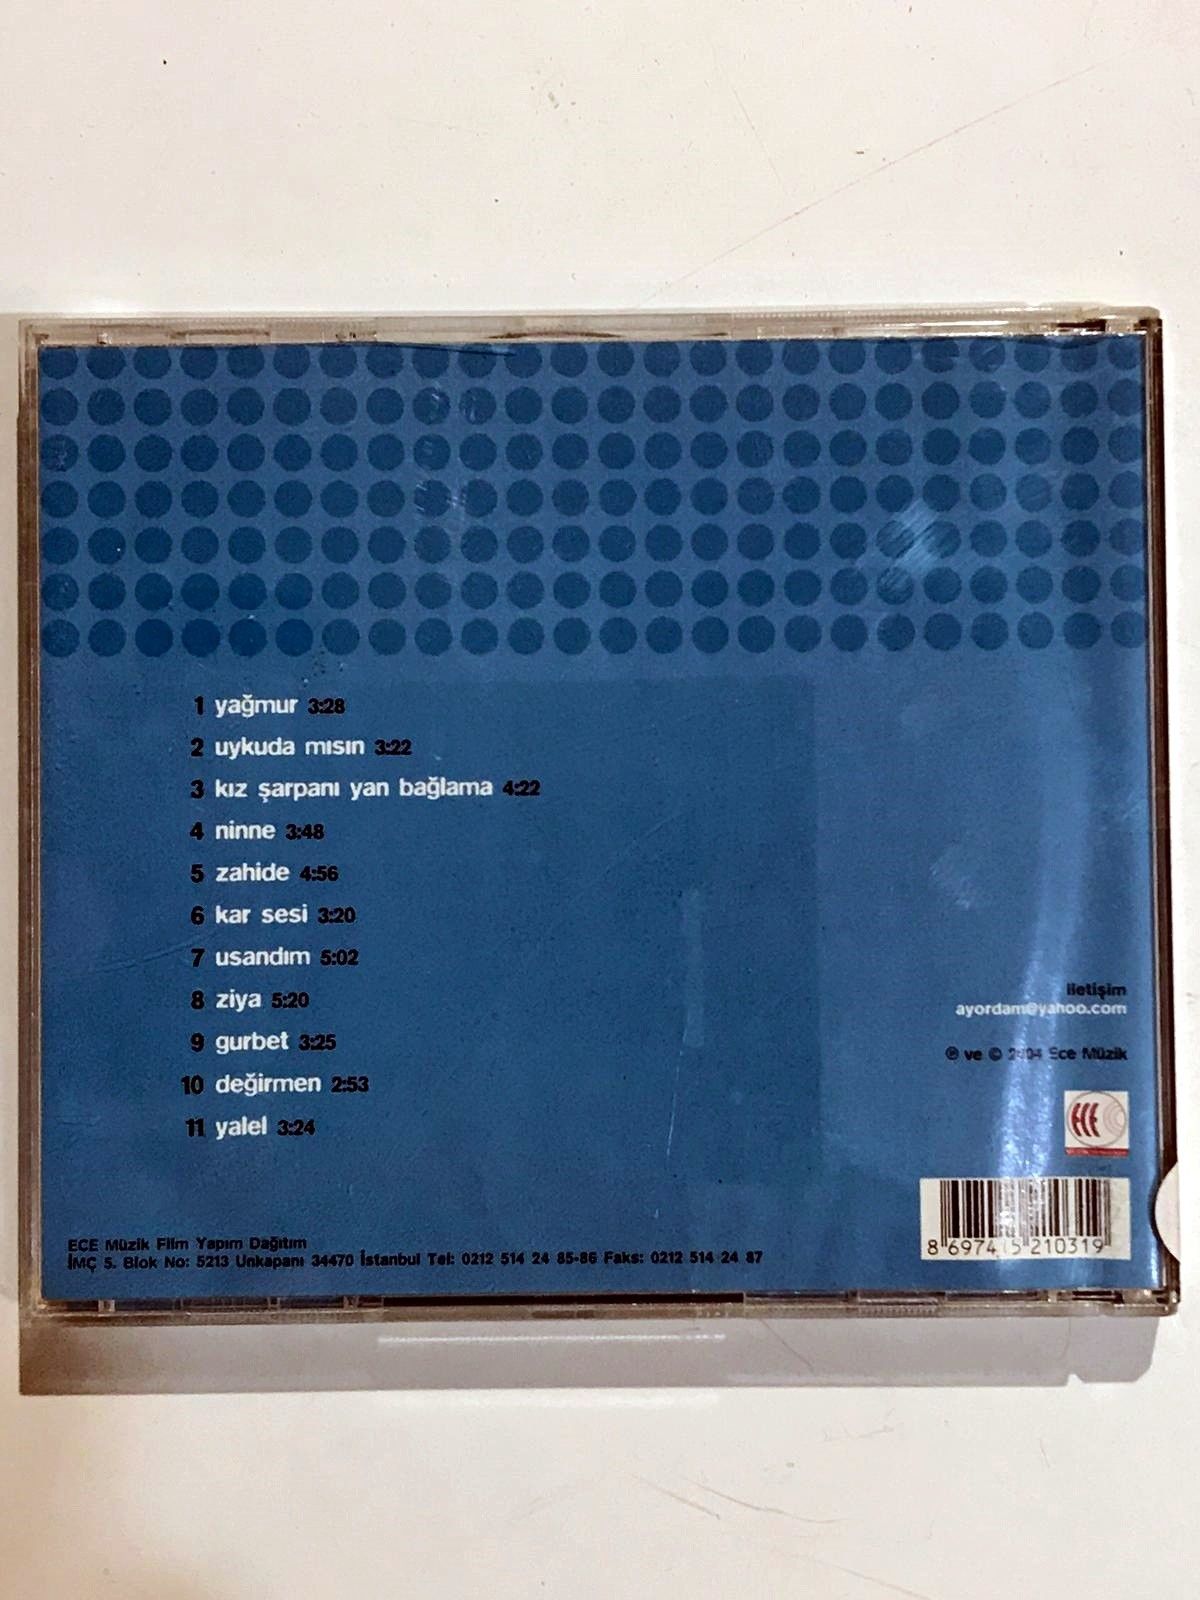 1 yağmur 3:28
2 uykuda mısın 3:22
3 kız şarpanı yan bağlama 4:22
4 ninne 3:48
5 zahide 4:56
6 kar sesi 3:20
7 usandım 5:02
8 ziya 5:20
9 gurbet 3:25
10 değirmen 2:53
11 yalel 3:24
iletişim
ayordam@yahoo.com
℗ ve © 2004 Ece Müzik
ECE
8 697415 210319
ECE Müzik Film Yapım Dağıtım
İMÇ 5. Blok No: 5213 Unkapanı 34470 İstanbul Tel: 0212 514 24 85-86 Faks: 0212 514 24 87